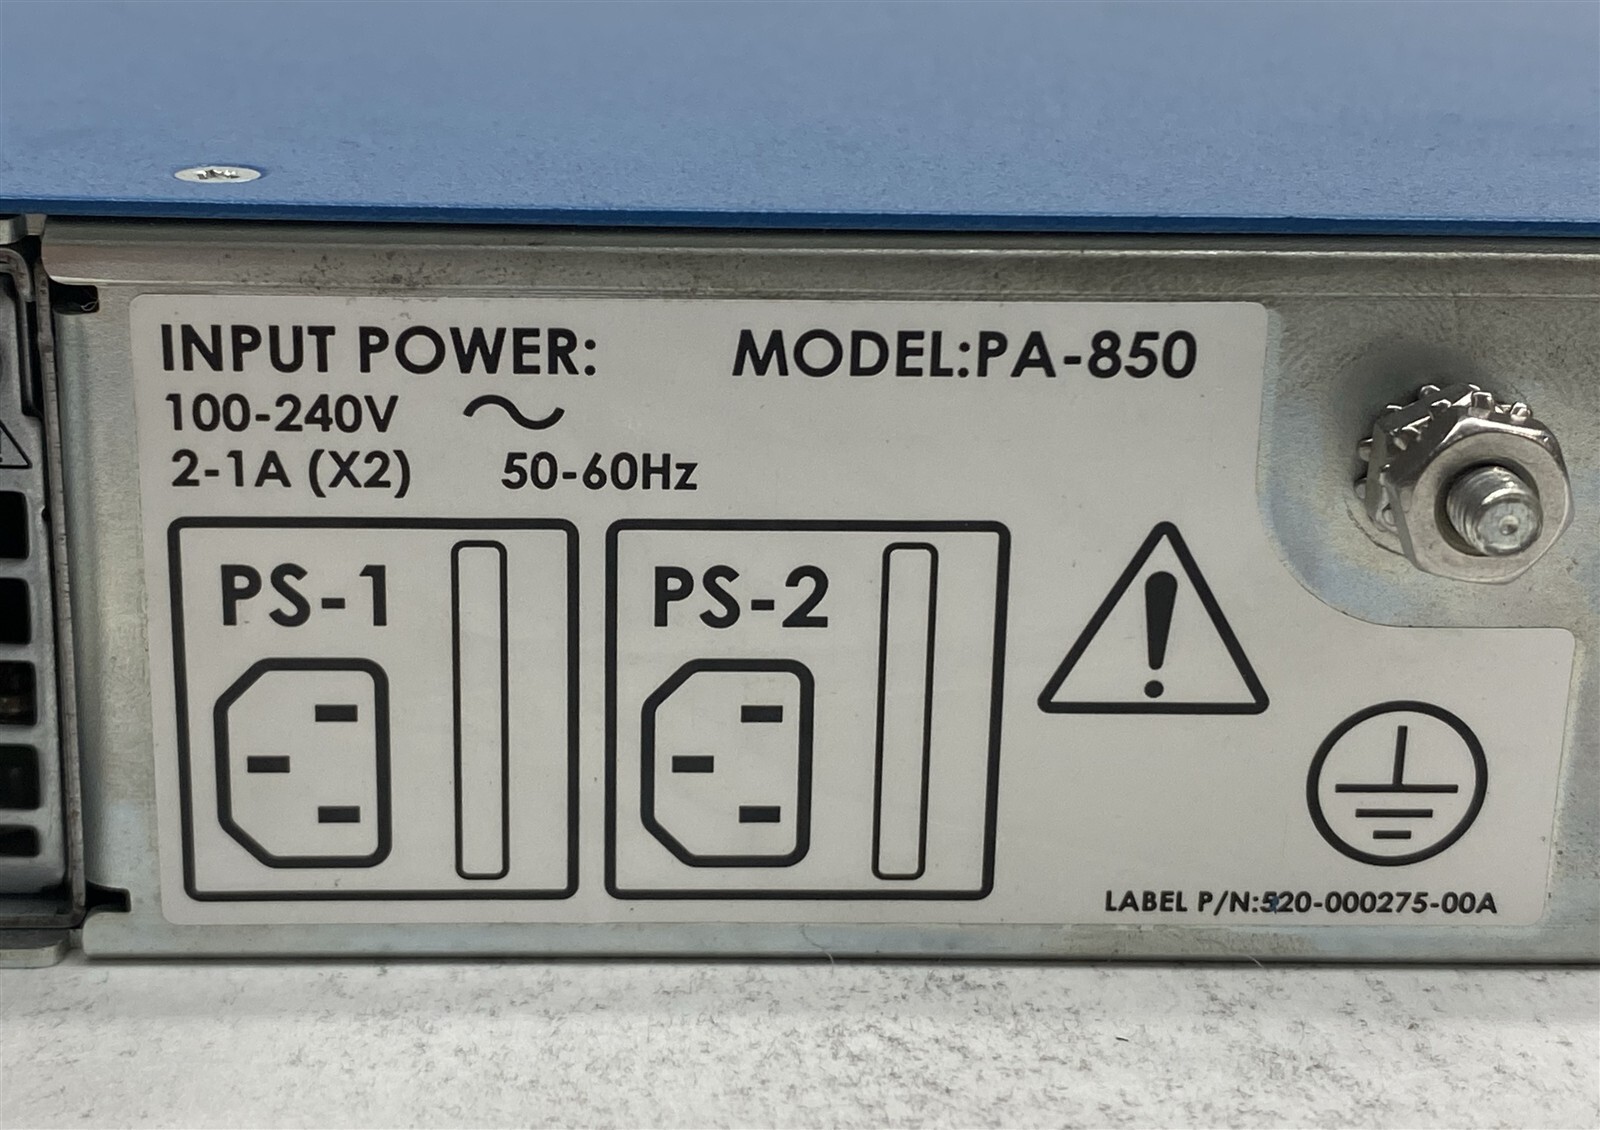 INPUT POWER: MODEL:PA-850
100-240V
2-1A (X2) 50-60Hz
PS-1 PS-2
LABEL P/N:520-000275-00A